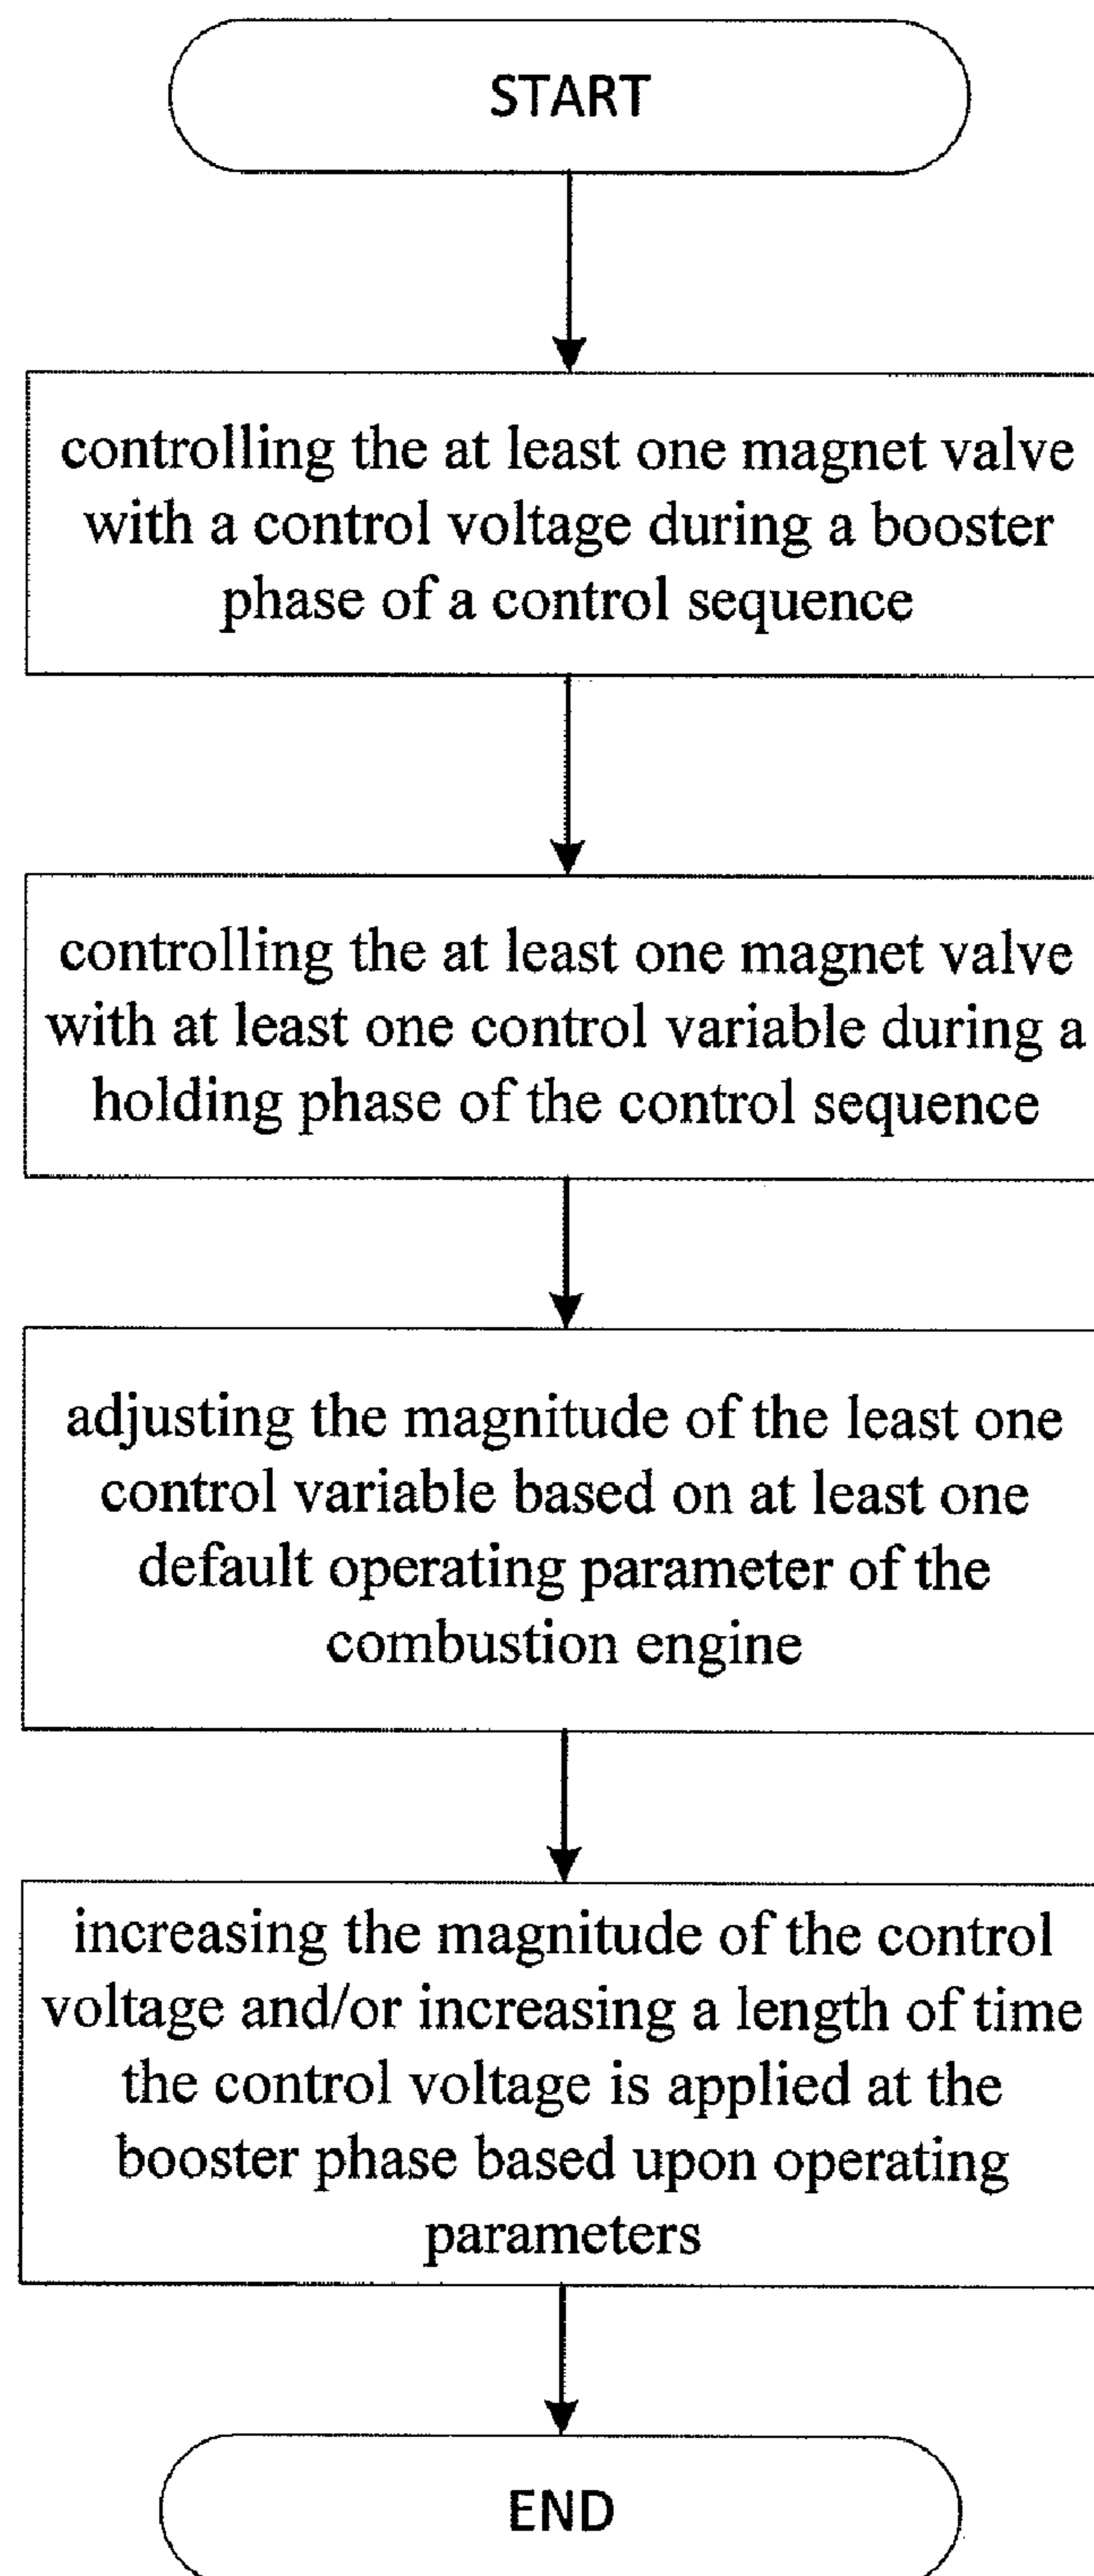 START
controlling the at least one magnet valve
with a control voltage during a booster
phase of a control sequence
controlling the at least one magnet valve
with at least one control variable during a
holding phase of the control sequence
adjusting the magnitude of the least one
control variable based on at least one
default operating parameter of the
combustion engine
increasing the magnitude of the control
voltage and/or increasing a length of time
the control voltage is applied at the
booster phase based upon operating
parameters
END